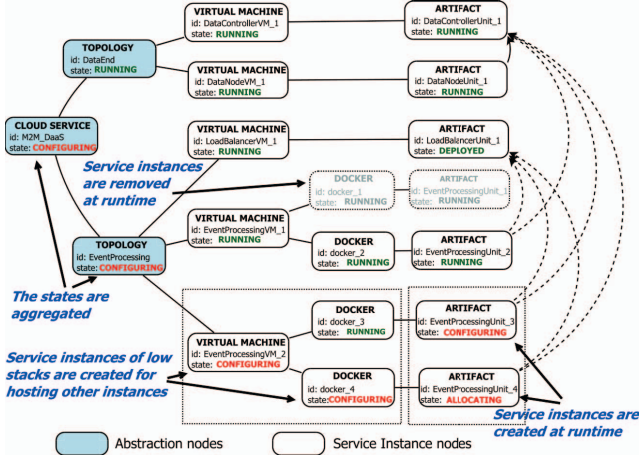 VIRTUAL MACHINE
id: DataControllerVM_1
state: RUNNING
ARTIFACT
id: DataControllerUnit_1
state: RUNNING
TOPOLOGY
id: DataEnd
state: RUNNING
VIRTUAL MACHINE
id: DataNodeVM_1
state: RUNNING
ARTIFACT
id: DataNodeUnit_1
state: RUNNING
CLOUD SERVICE
id: M2M_DaaS
state: CONFIGURING
VIRTUAL MACHINE
id: LoadBalancerVM_1
state: RUNNING
ARTIFACT
id: LoadBalancerUnit_1
state: DEPLOYED
Service instances
are removed
at runtime
DOCKER
id: docker_1
state: RUNNING
ARTIFACT
id: EventProcessingUnit_1
state: RUNNING
TOPOLOGY
id: EventProcessing
state: CONFIGURING
VIRTUAL MACHINE
id: EventProcessingVM_1
state: RUNNING
DOCKER
id: docker_2
state: RUNNING
ARTIFACT
id: EventProcessingUnit_2
state: RUNNING
The states are
aggregated
DOCKER
id: docker_3
state: RUNNING
ARTIFACT
id: EventProcessingUnit_3
state: CONFIGURING
VIRTUAL MACHINE
id: EventProcessingVM_2
state: CONFIGURING
Service instances of low
stacks are created for
hosting other instances
DOCKER
id: docker_4
state:CONFIGURING
ARTIFACT
id: EventProcessingUnit_4
state: ALLOCATING
Service instances are
created at runtime
Abstraction nodes
Service Instance nodes